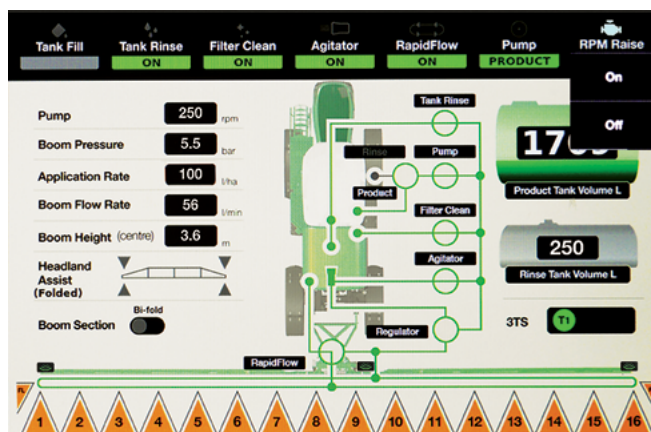 Tank Fill
Tank Rinse
Filter Clean
Agitator
RapidFlow
Pump
RPM Raise
ON
ON
ON
ON
PRODUCT
On
Off
Pump 250 rpm
Boom Pressure 5.5 bar
Application Rate 100 l/ha
Boom Flow Rate 56 l/min
Boom Height (centre) 3.6 m
Headland
Assist
(Folded)
Bi-fold
Boom Section
Tank Rinse
Rinse
Pump
Product
Filter Clean
Agitator
Regulator
RapidFlow
Product Tank Volume L
250
Rinse Tank Volume L
3TS T1
1 2 3 4 5 6 7 8 9 10 11 12 13 14 15 16